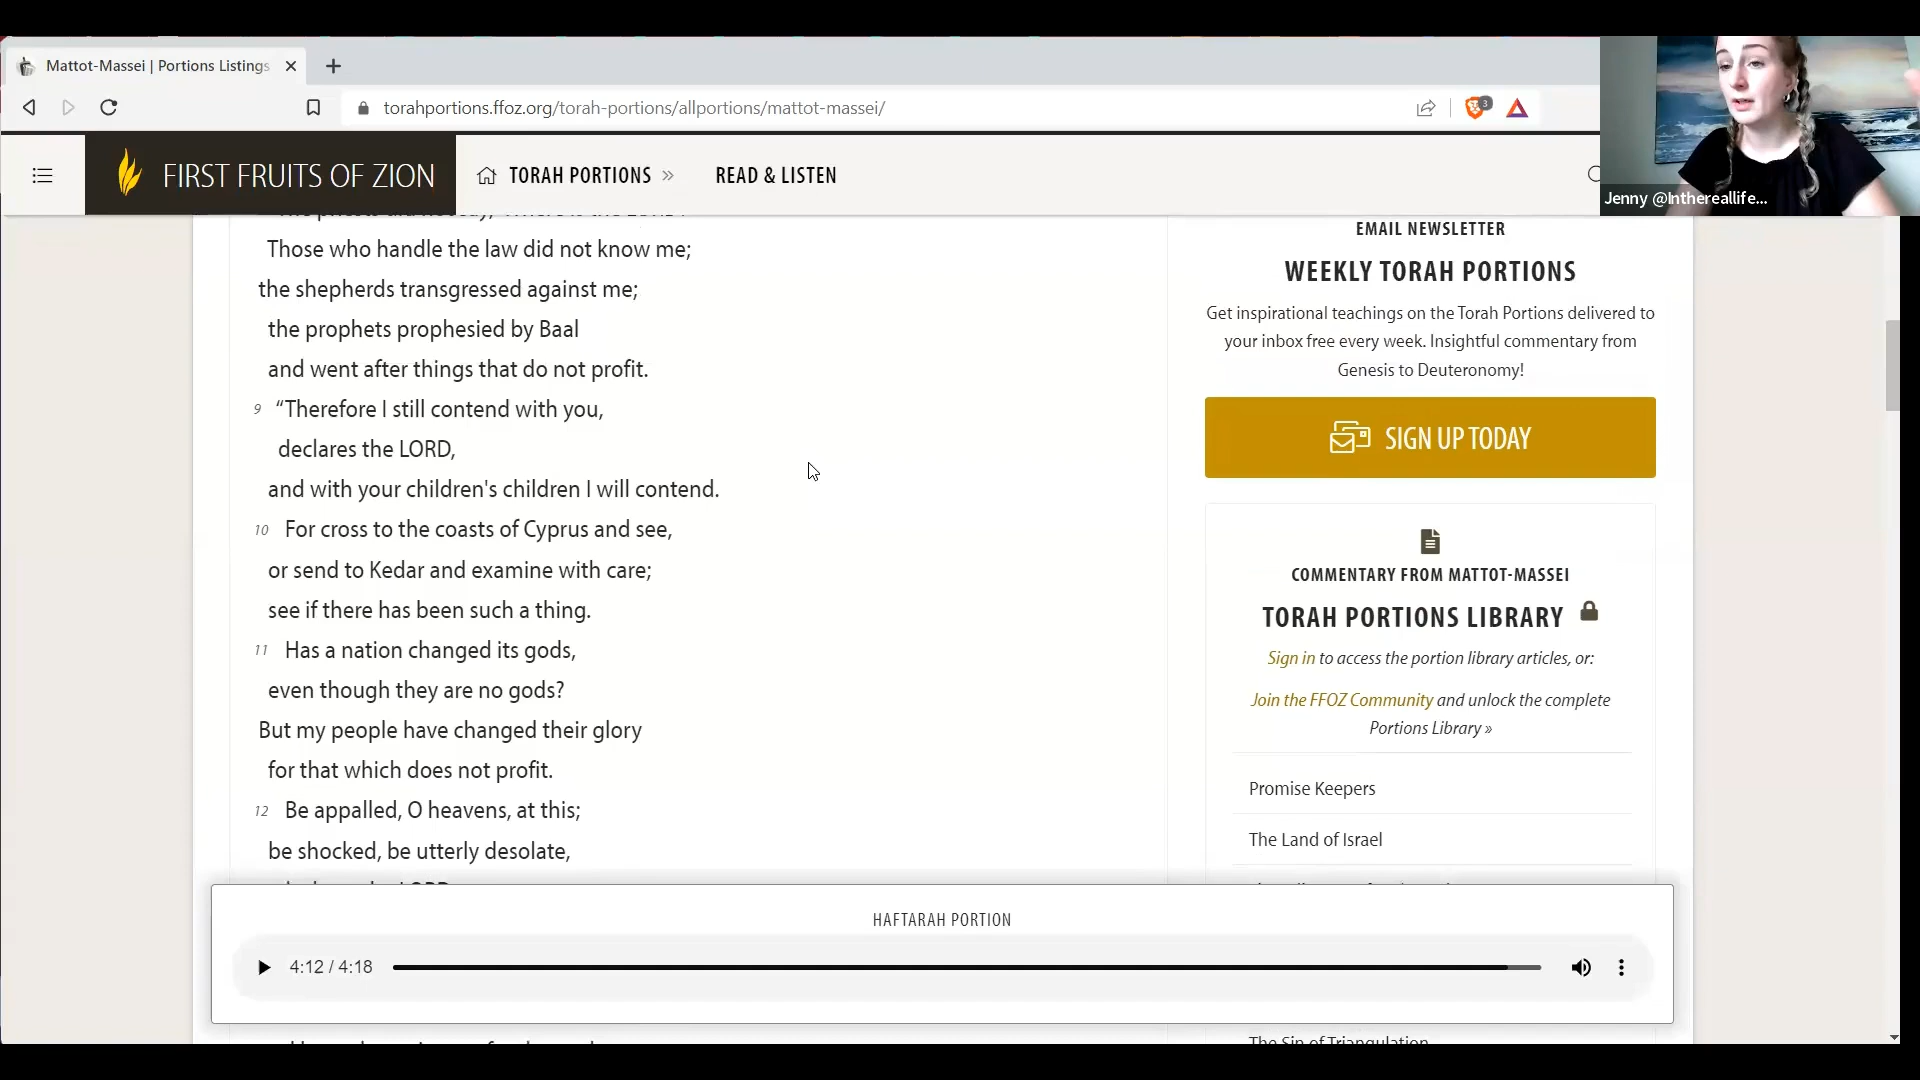 Mattot-Massei | Portions Listings
torahportions.ffoz.org/torah-portions/allportions/mattot-massei/
3
FIRST FRUITS OF ZION
TORAH PORTIONS »
READ & LISTEN
Jenny @Inthereallife...
Those who handle the law did not know me;
the shepherds transgressed against me;
the prophets prophesied by Baal
and went after things that do not profit.
9 “Therefore I still contend with you,
declares the LORD,
and with your children's children I will contend.
10 For cross to the coasts of Cyprus and see,
or send to Kedar and examine with care;
see if there has been such a thing.
11 Has a nation changed its gods,
even though they are no gods?
But my people have changed their glory
for that which does not profit.
12 Be appalled, O heavens, at this;
be shocked, be utterly desolate,
EMAIL NEWSLETTER
WEEKLY TORAH PORTIONS
Get inspirational teachings on the Torah Portions delivered to
your inbox free every week. Insightful commentary from
Genesis to Deuteronomy!
SIGN UP TODAY
COMMENTARY FROM MATTOT-MASSEI
TORAH PORTIONS LIBRARY
Sign in to access the portion library articles, or:
Join the FFOZ Community and unlock the complete
Portions Library »
Promise Keepers
The Land of Israel
HAFTARAH PORTION
4:12 / 4:18
The Sin of Triangulation